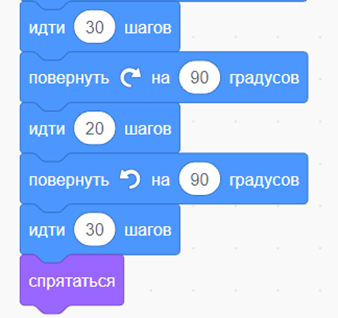 идти 30 шагов
повернуть на 90 градусов
идти 20 шагов
повернуть на 90 градусов
идти 30 шагов
спрятаться